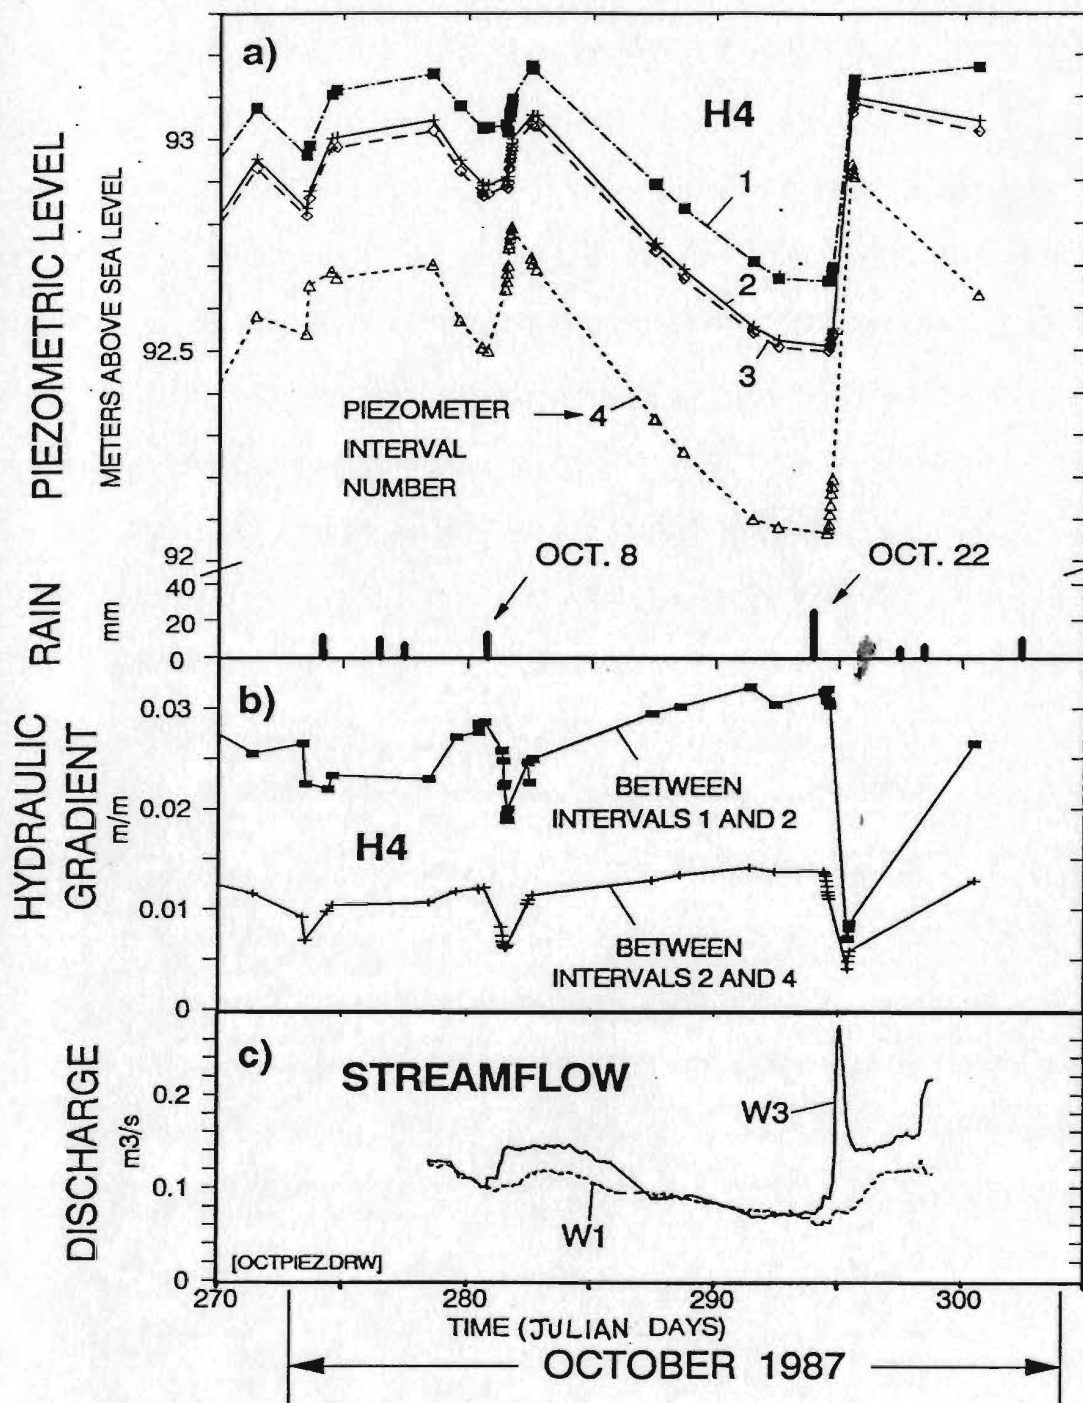 a)
H4
93
1
2
3
92.5
PIEZOMETER 4
INTERVAL
NUMBER
92
PIEZOMETRIC LEVEL
METERS ABOVE SEA LEVEL
OCT. 8
OCT. 22
RAIN
mm
40
20
0
b)
0.03
0.02
0.01
0
HYDRAULIC
GRADIENT
m/m
BETWEEN
INTERVALS 1 AND 2
H4
BETWEEN
INTERVALS 2 AND 4
c)
STREAMFLOW
W3
W1
DISCHARGE
m3/s
0.2
0.1
0
[OCTPIEZ.DRW]
270 280 290 300
TIME (JULIAN DAYS)
OCTOBER 1987